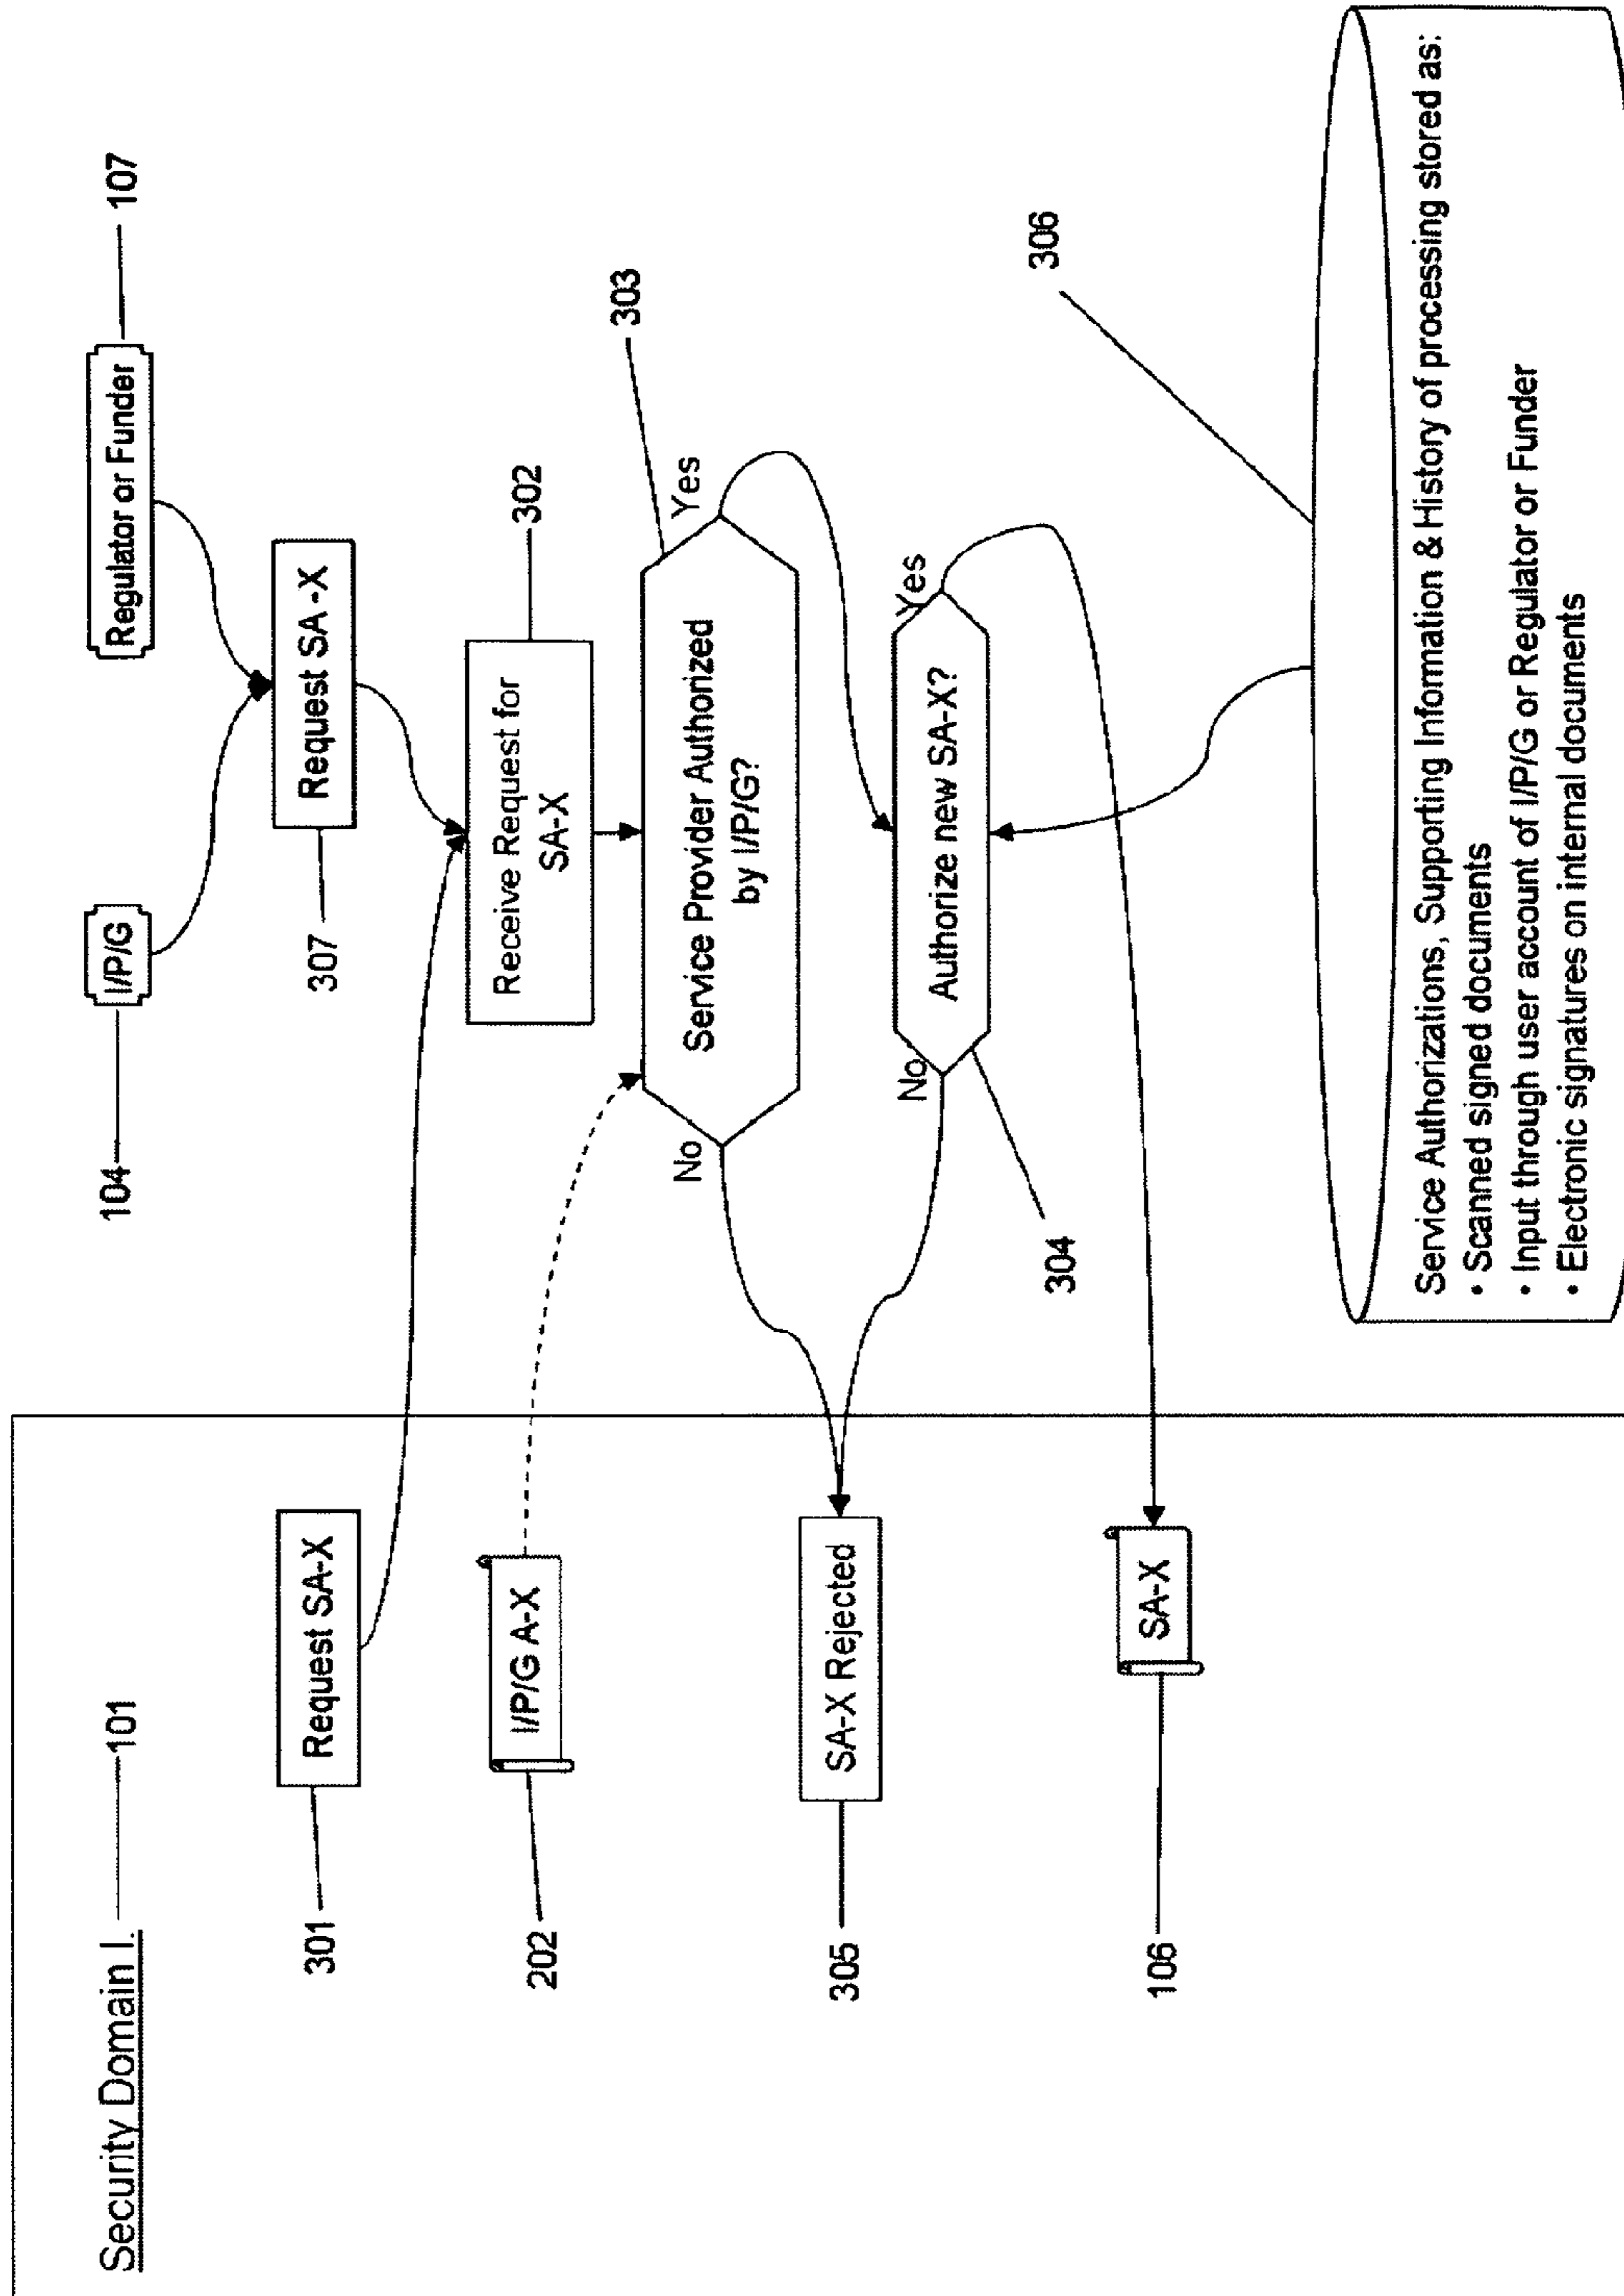 Security Domain I.
101
104
I/P/G
Regulator or Funder
107
301
Request SA-X
307
Request SA -X
202
I/P/G A-X
Receive Request for
SA-X
302
303
No
Service Provider Authorized
by I/P/G?
Yes
305
SA-X Rejected
No
Authorize new SA-X?
Yes
304
106
SA-X
306
Service Authorizations, Supporting Information & History of processing stored as:
• Scanned signed documents
• Input through user account of I/P/G or Regulator or Funder
• Electronic signatures on internal documents